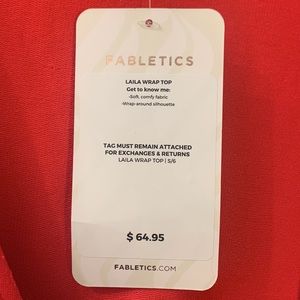 FABLETICS
LAILA WRAP TOP
Get to know me:
-Soft, comfy fabric
-Wrap-around silhouette
TAG MUST REMAIN ATTACHED
FOR EXCHANGES & RETURNS
LAILA WRAP TOP | S/6
$ 64.95
FABLETICS.COM